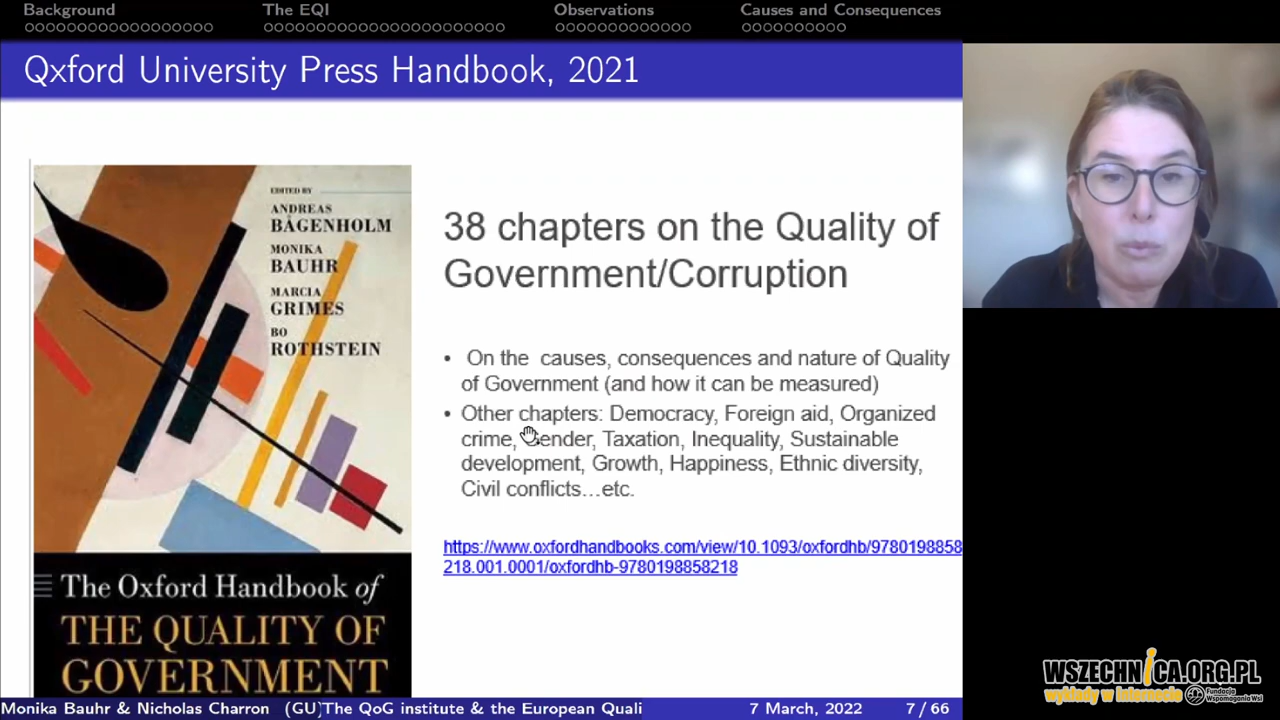 Background
The EQI
Observations
Causes and Consequences
Qxford University Press Handbook, 2021
EDITED BY
ANDREAS
BÅGENHOLM
MONIKA
BAUHR
MARCIA
GRIMES
BO
ROTHSTEIN
The Oxford Handbook of
THE QUALITY OF
GOVERNMENT
38 chapters on the Quality of
Government/Corruption
• On the causes, consequences and nature of Quality
of Government (and how it can be measured)
• Other chapters: Democracy, Foreign aid, Organized
crime, Gender, Taxation, Inequality, Sustainable
development, Growth, Happiness, Ethnic diversity,
Civil conflicts…etc.
https://www.oxfordhandbooks.com/view/10.1093/oxfordhb/9780198858
218.001.0001/oxfordhb-9780198858218
WSZECHNICA.ORG.PL
wykłady w internecie
Fundacja
Wspomagania Wsi
Monika Bauhr & Nicholas Charron (GU)
The QoG institute & the European Quali
7 March, 2022
7 / 66